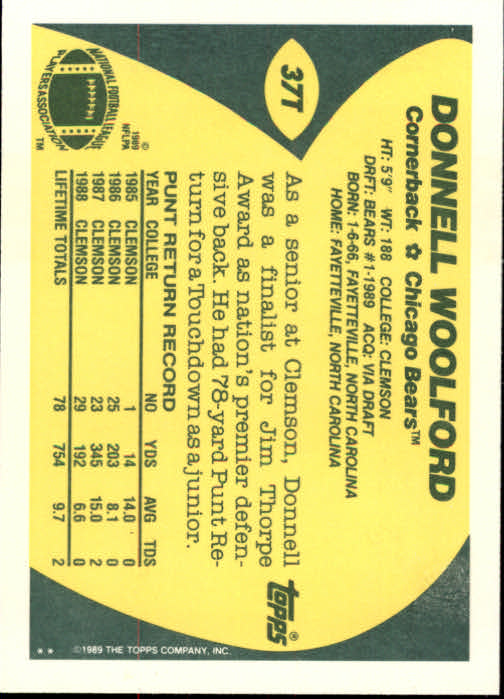 37T
DONNELL WOOLFORD
Cornerback ✿ Chicago Bears™
HT: 5'9" WT: 188 COLLEGE: CLEMSON
DRFT: BEARS #1-1989 ACQ: VIA DRAFT
BORN: 1-6-66, FAYETTEVILLE, NORTH CAROLINA
HOME: FAYETTEVILLE, NORTH CAROLINA
As a senior at Clemson, Donnell
was a finalist for Jim Thorpe
Award as nation's premier defen-
sive back. He had 78-yard Punt Re-
turn for a Touchdown as a junior.
TOPPS®
PUNT RETURN RECORD
YEAR COLLEGE NO YDS AVG TDS
1985 CLEMSON 1 14 14.0 0
1986 CLEMSON 25 203 8.1 0
1987 CLEMSON 23 345 15.0 2
1988 CLEMSON 29 192 6.6 0
LIFETIME TOTALS 78 754 9.7 2
NATIONAL FOOTBALL LEAGUE
PLAYERS ASSOCIATION™
©
1989
NFLPA
** ©1989 THE TOPPS COMPANY, INC.